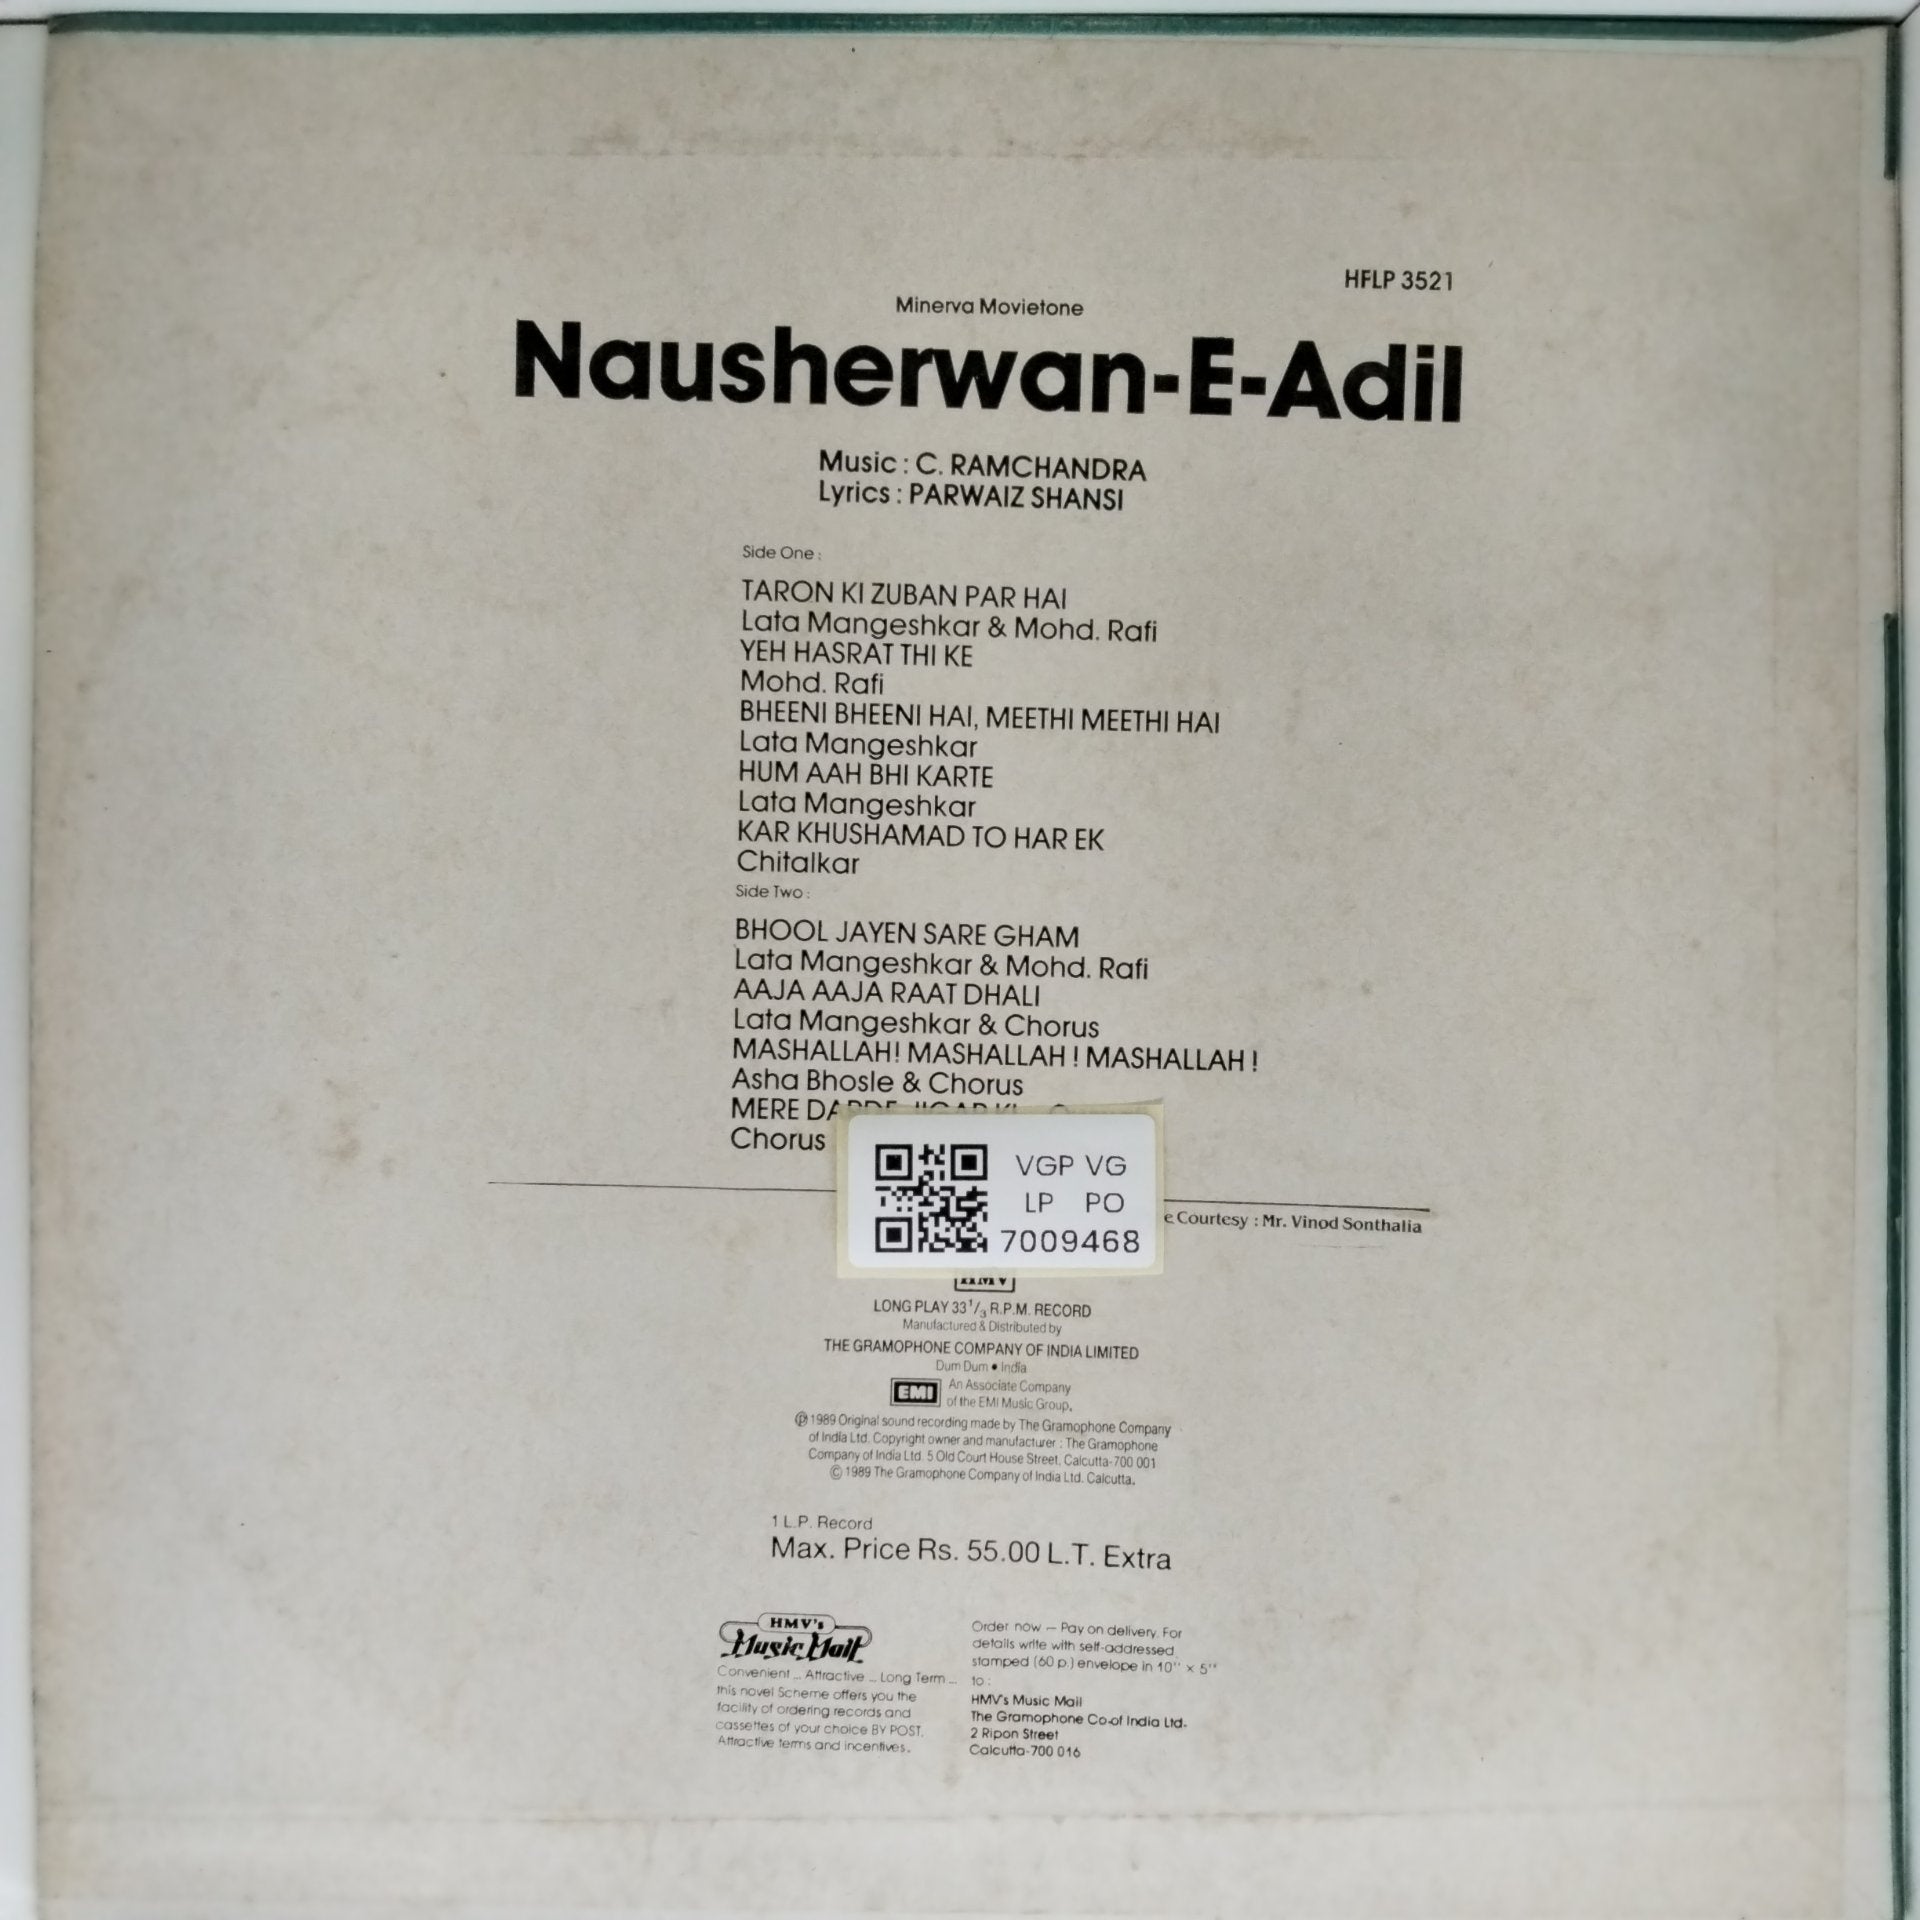 HFLP 3521
Minerva Movietone
Nausherwan-E-Adil
Music : C. RAMCHANDRA
Lyrics : PARWAIZ SHANSI
Side One :
TARON KI ZUBAN PAR HAI
Lata Mangeshkar & Mohd. Rafi
YEH HASRAT THI KE
Mohd. Rafi
BHEENI BHEENI HAI, MEETHI MEETHI HAI
Lata Mangeshkar
HUM AAH BHI KARTE
Lata Mangeshkar
KAR KHUSHAMAD TO HAR EK
Chitalkar
Side Two :
BHOOL JAYEN SARE GHAM
Lata Mangeshkar & Mohd. Rafi
AAJA AAJA RAAT DHALI
Lata Mangeshkar & Chorus
MASHALLAH! MASHALLAH ! MASHALLAH !
Asha Bhosle & Chorus
MERE
Chorus
VGP VG
LP PO
7009468
Courtesy : Mr. Vinod Sonthalia
HMV
LONG PLAY 33 1/3 R.P.M. RECORD
Manufactured & Distributed by
THE GRAMOPHONE COMPANY OF INDIA LIMITED
Dum Dum • India
EMI An Associate Company
of the EMI Music Group.
℗ 1989 Original sound recording made by The Gramophone Company
of India Ltd. Copyright owner and manufacturer : The Gramophone
Company of India Ltd. 5 Old Court House Street, Calcutta-700 001
© 1989 The Gramophone Company of India Ltd. Calcutta.
1 L.P. Record
Max. Price Rs. 55.00 L.T. Extra
HMV's
Music Mail
Convenient ... Attractive ... Long Term ...
this novel Scheme offers you the
facility of ordering records and
cassettes of your choice BY POST.
Attractive terms and incentives.
Order now — Pay on delivery. For
details write with self-addressed
stamped (60 p.) envelope in 10" × 5"
to :
HMV's Music Mail
The Gramophone Co. of India Ltd.
2 Ripon Street
Calcutta-700 016